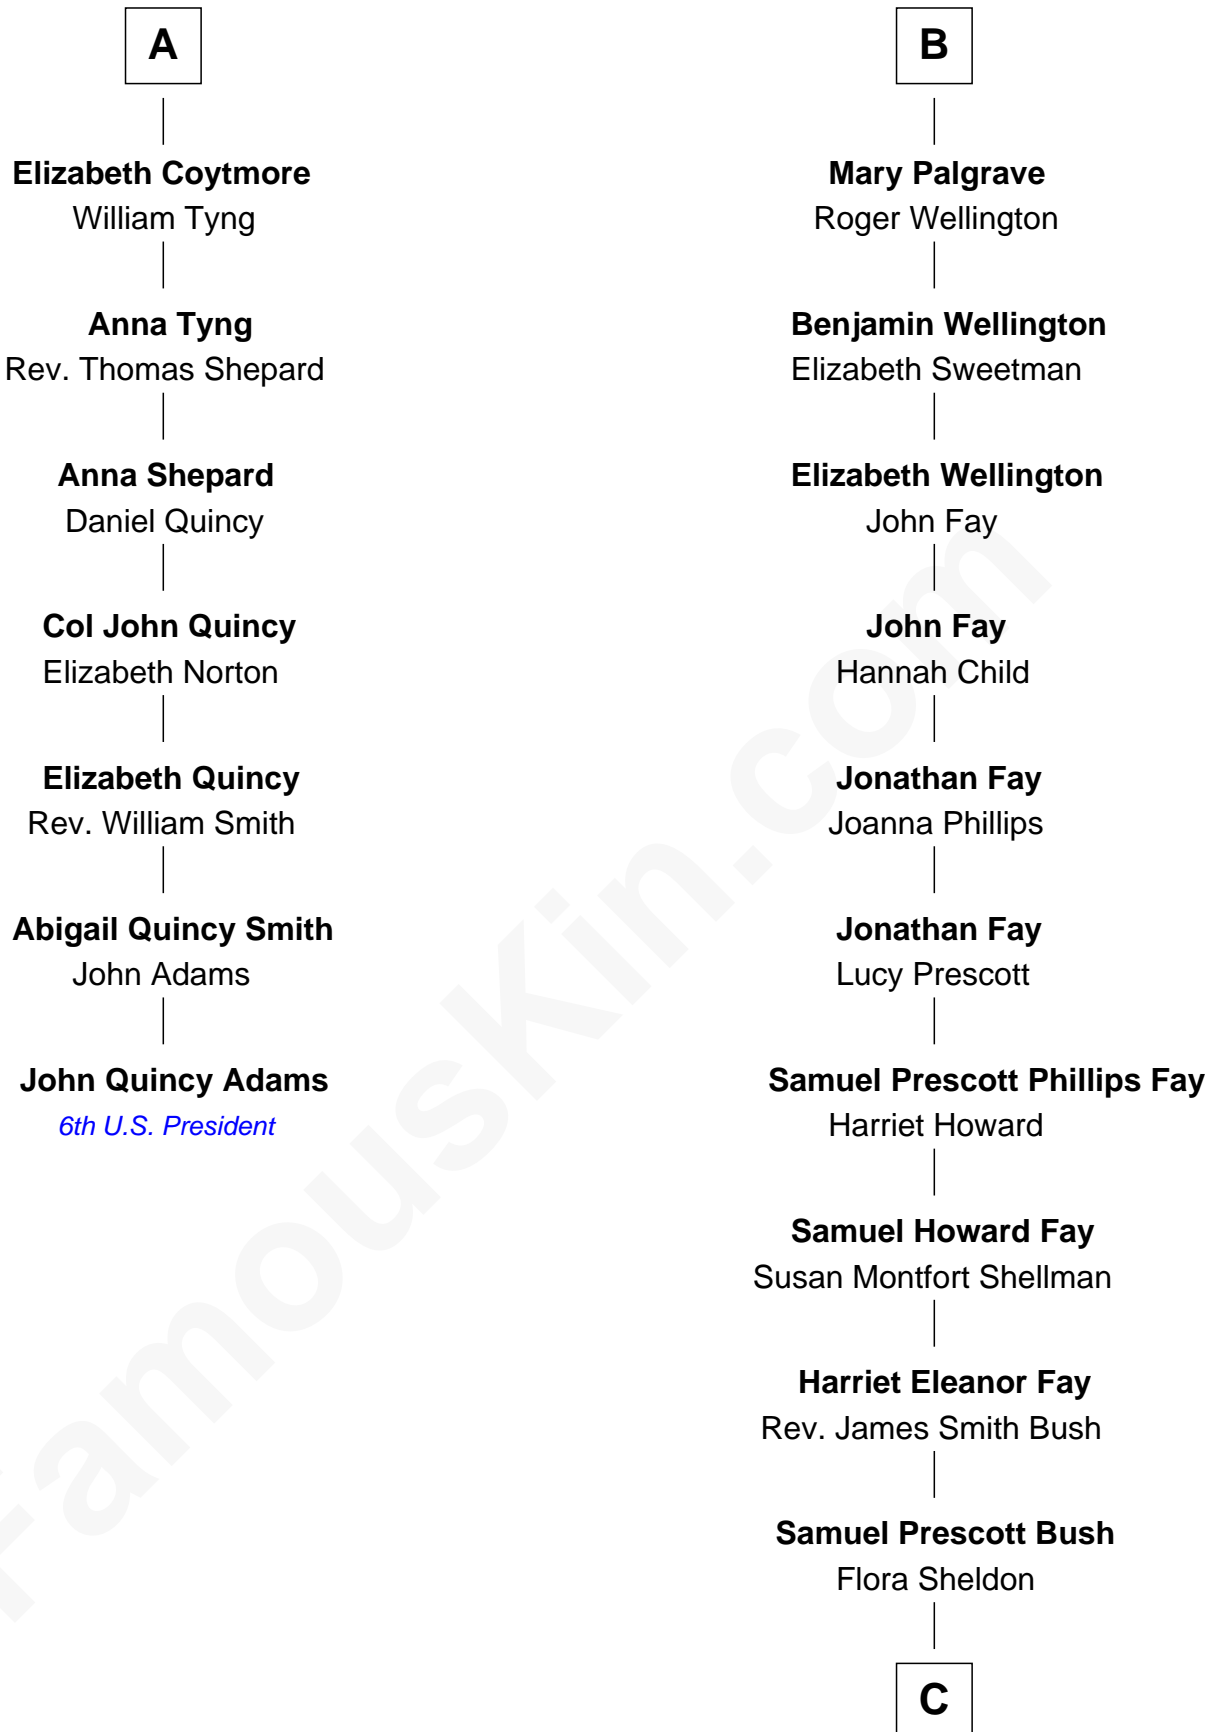 A
Elizabeth Coytmore
William Tyng
Anna Tyng
Rev. Thomas Shepard
Anna Shepard
Daniel Quincy
Col John Quincy
Elizabeth Norton
Elizabeth Quincy
Rev. William Smith
Abigail Quincy Smith
John Adams
John Quincy Adams
6th U.S. President
B
Mary Palgrave
Roger Wellington
Benjamin Wellington
Elizabeth Sweetman
Elizabeth Wellington
John Fay
John Fay
Hannah Child
Jonathan Fay
Joanna Phillips
Jonathan Fay
Lucy Prescott
Samuel Prescott Phillips Fay
Harriet Howard
Samuel Howard Fay
Susan Montfort Shellman
Harriet Eleanor Fay
Rev. James Smith Bush
Samuel Prescott Bush
Flora Sheldon
C
FamousKin.com